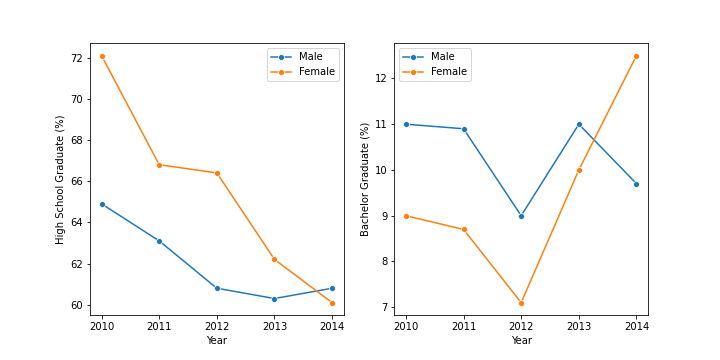 High School Graduate (%)
72
70
68
66
64
62
60
2010 2011 2012 2013 2014
Year
Male
Female
Bachelor Graduate (%)
12
11
10
9
8
7
2010 2011 2012 2013 2014
Year
Male
Female